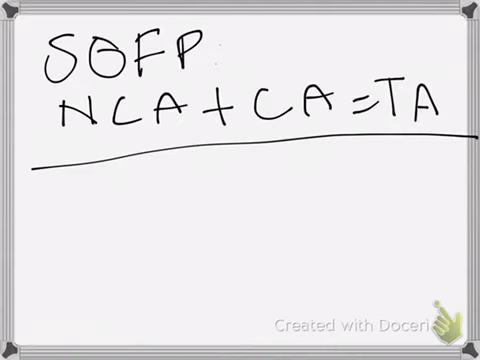 SOFP
NCA + CA = TA
Created with Doceri